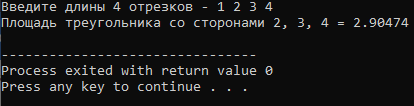 Введите длины 4 отрезков - 1 2 3 4
Площадь треугольника со сторонами 2, 3, 4 = 2.90474
--------------------------------
Process exited with return value 0
Press any key to continue . . .